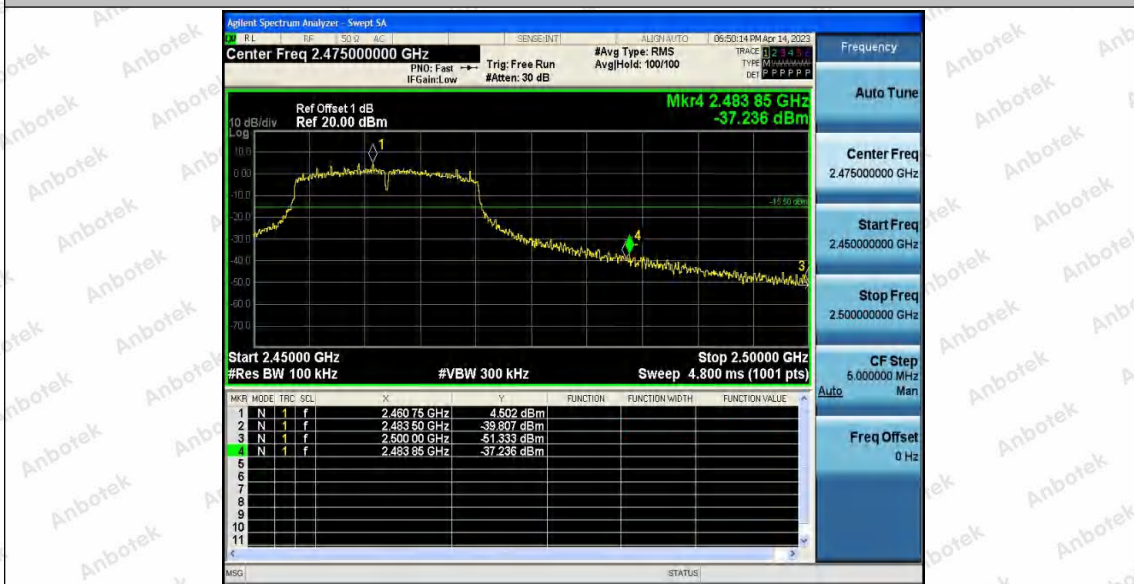 Agilent Spectrum Analyzer - Swept SA
RL RF 50 Ω AC SENSE:INT ALIGN AUTO 06:50:14 PM Apr 14, 2023
Center Freq 2.475000000 GHz
PNO: Fast
IFGain:Low
Trig: Free Run
#Atten: 30 dB
#Avg Type: RMS
Avg|Hold: 100/100
TRACE 1 2 3 4 5 6
TYPE M
DET P P P P P P
Ref Offset 1 dB
10 dB/div Ref 20.00 dBm
Log
Mkr4 2.483 85 GHz
-37.236 dBm
10.0
0.00
-10.0
-20.0
-30.0
-40.0
-50.0
-60.0
-70.0
1
4
3
-15.50 dBm
Start 2.45000 GHz Stop 2.50000 GHz
#Res BW 100 kHz #VBW 300 kHz Sweep 4.800 ms (1001 pts)
MKR MODE TRC SCL X Y FUNCTION FUNCTION WIDTH FUNCTION VALUE
1 N 1 f 2.460 75 GHz 4.502 dBm
2 N 1 f 2.483 50 GHz -39.807 dBm
3 N 1 f 2.500 00 GHz -51.333 dBm
4 N 1 f 2.483 85 GHz -37.236 dBm
5
6
7
8
9
10
11
MSG STATUS
Frequency
Auto Tune
Center Freq
2.475000000 GHz
Start Freq
2.450000000 GHz
Stop Freq
2.500000000 GHz
CF Step
5.000000 MHz
Auto Man
Freq Offset
0 Hz
Anbotek